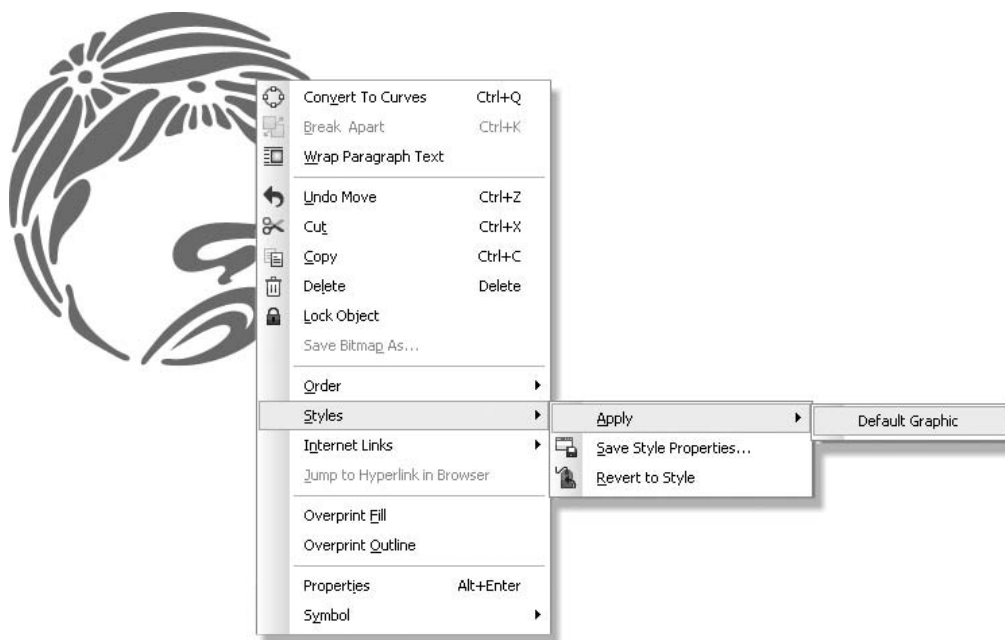 Convert To Curves Ctrl+Q
Break Apart Ctrl+K
Wrap Paragraph Text
Undo Move Ctrl+Z
Cut Ctrl+X
Copy Ctrl+C
Delete Delete
Lock Object
Save Bitmap As...
Order
Styles
Apply
Default Graphic
Internet Links
Save Style Properties...
Jump to Hyperlink in Browser
Revert to Style
Overprint Fill
Overprint Outline
Properties Alt+Enter
Symbol